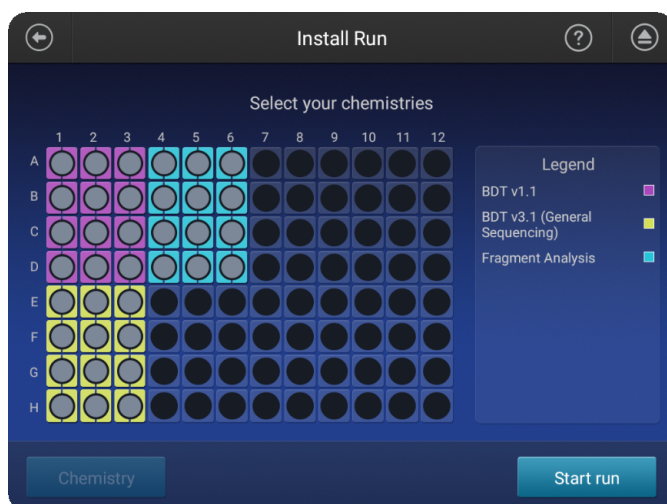 Install Run
?
Select your chemistries
1 2 3 4 5 6 7 8 9 10 11 12
A
B
C
D
E
F
G
H
Legend
BDT v1.1
BDT v3.1 (General
Sequencing)
Fragment Analysis
Chemistry
Start run